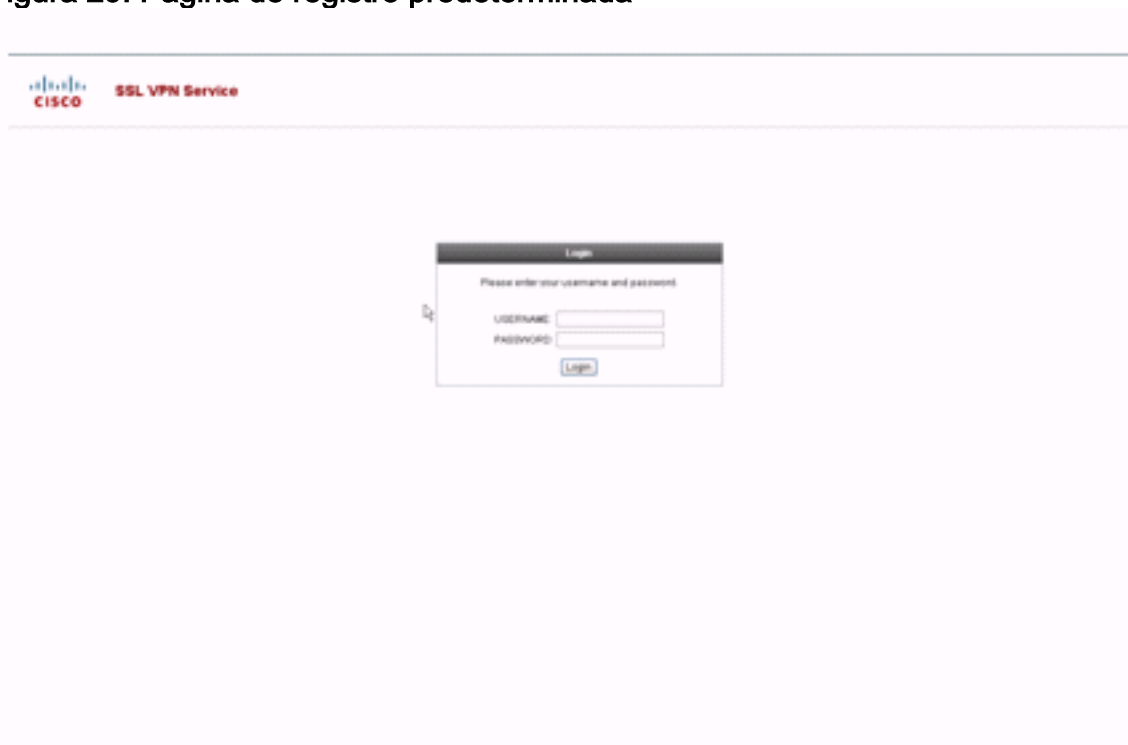 Página de registro predeterminada
CISCO
SSL VPN Service
Login
Please enter your username and password.
USERNAME
PASSWORD
Login